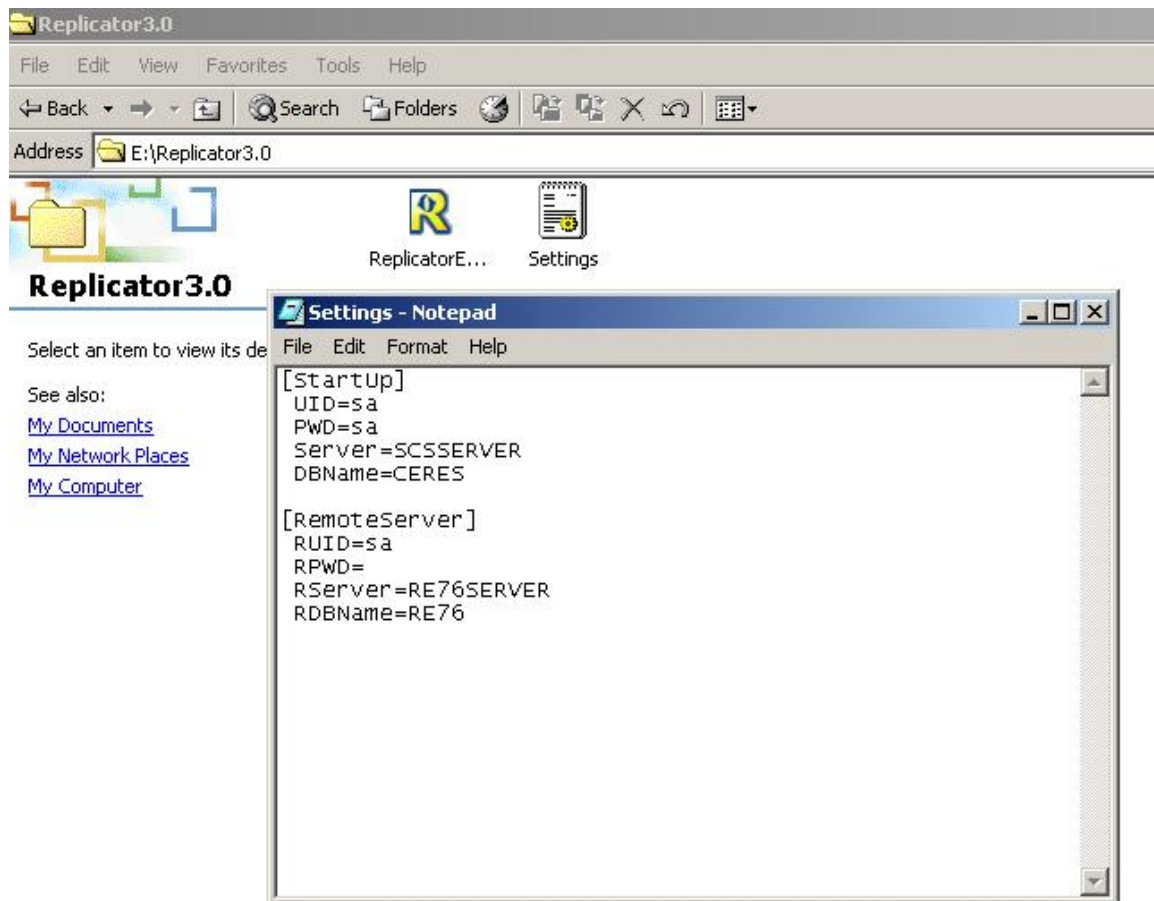 Replicator3.0
File Edit View Favorites Tools Help
Back Search Folders
Address E:\Replicator3.0
ReplicatorE... Settings
Replicator3.0
Select an item to view its de
See also:
My Documents
My Network Places
My Computer
Settings - Notepad
File Edit Format Help
[StartUp]
UID=sa
PWD=sa
Server=SCSSERVER
DBName=CERES
[RemoteServer]
RUID=sa
RPWD=
RServer=RE76SERVER
RDBName=RE76